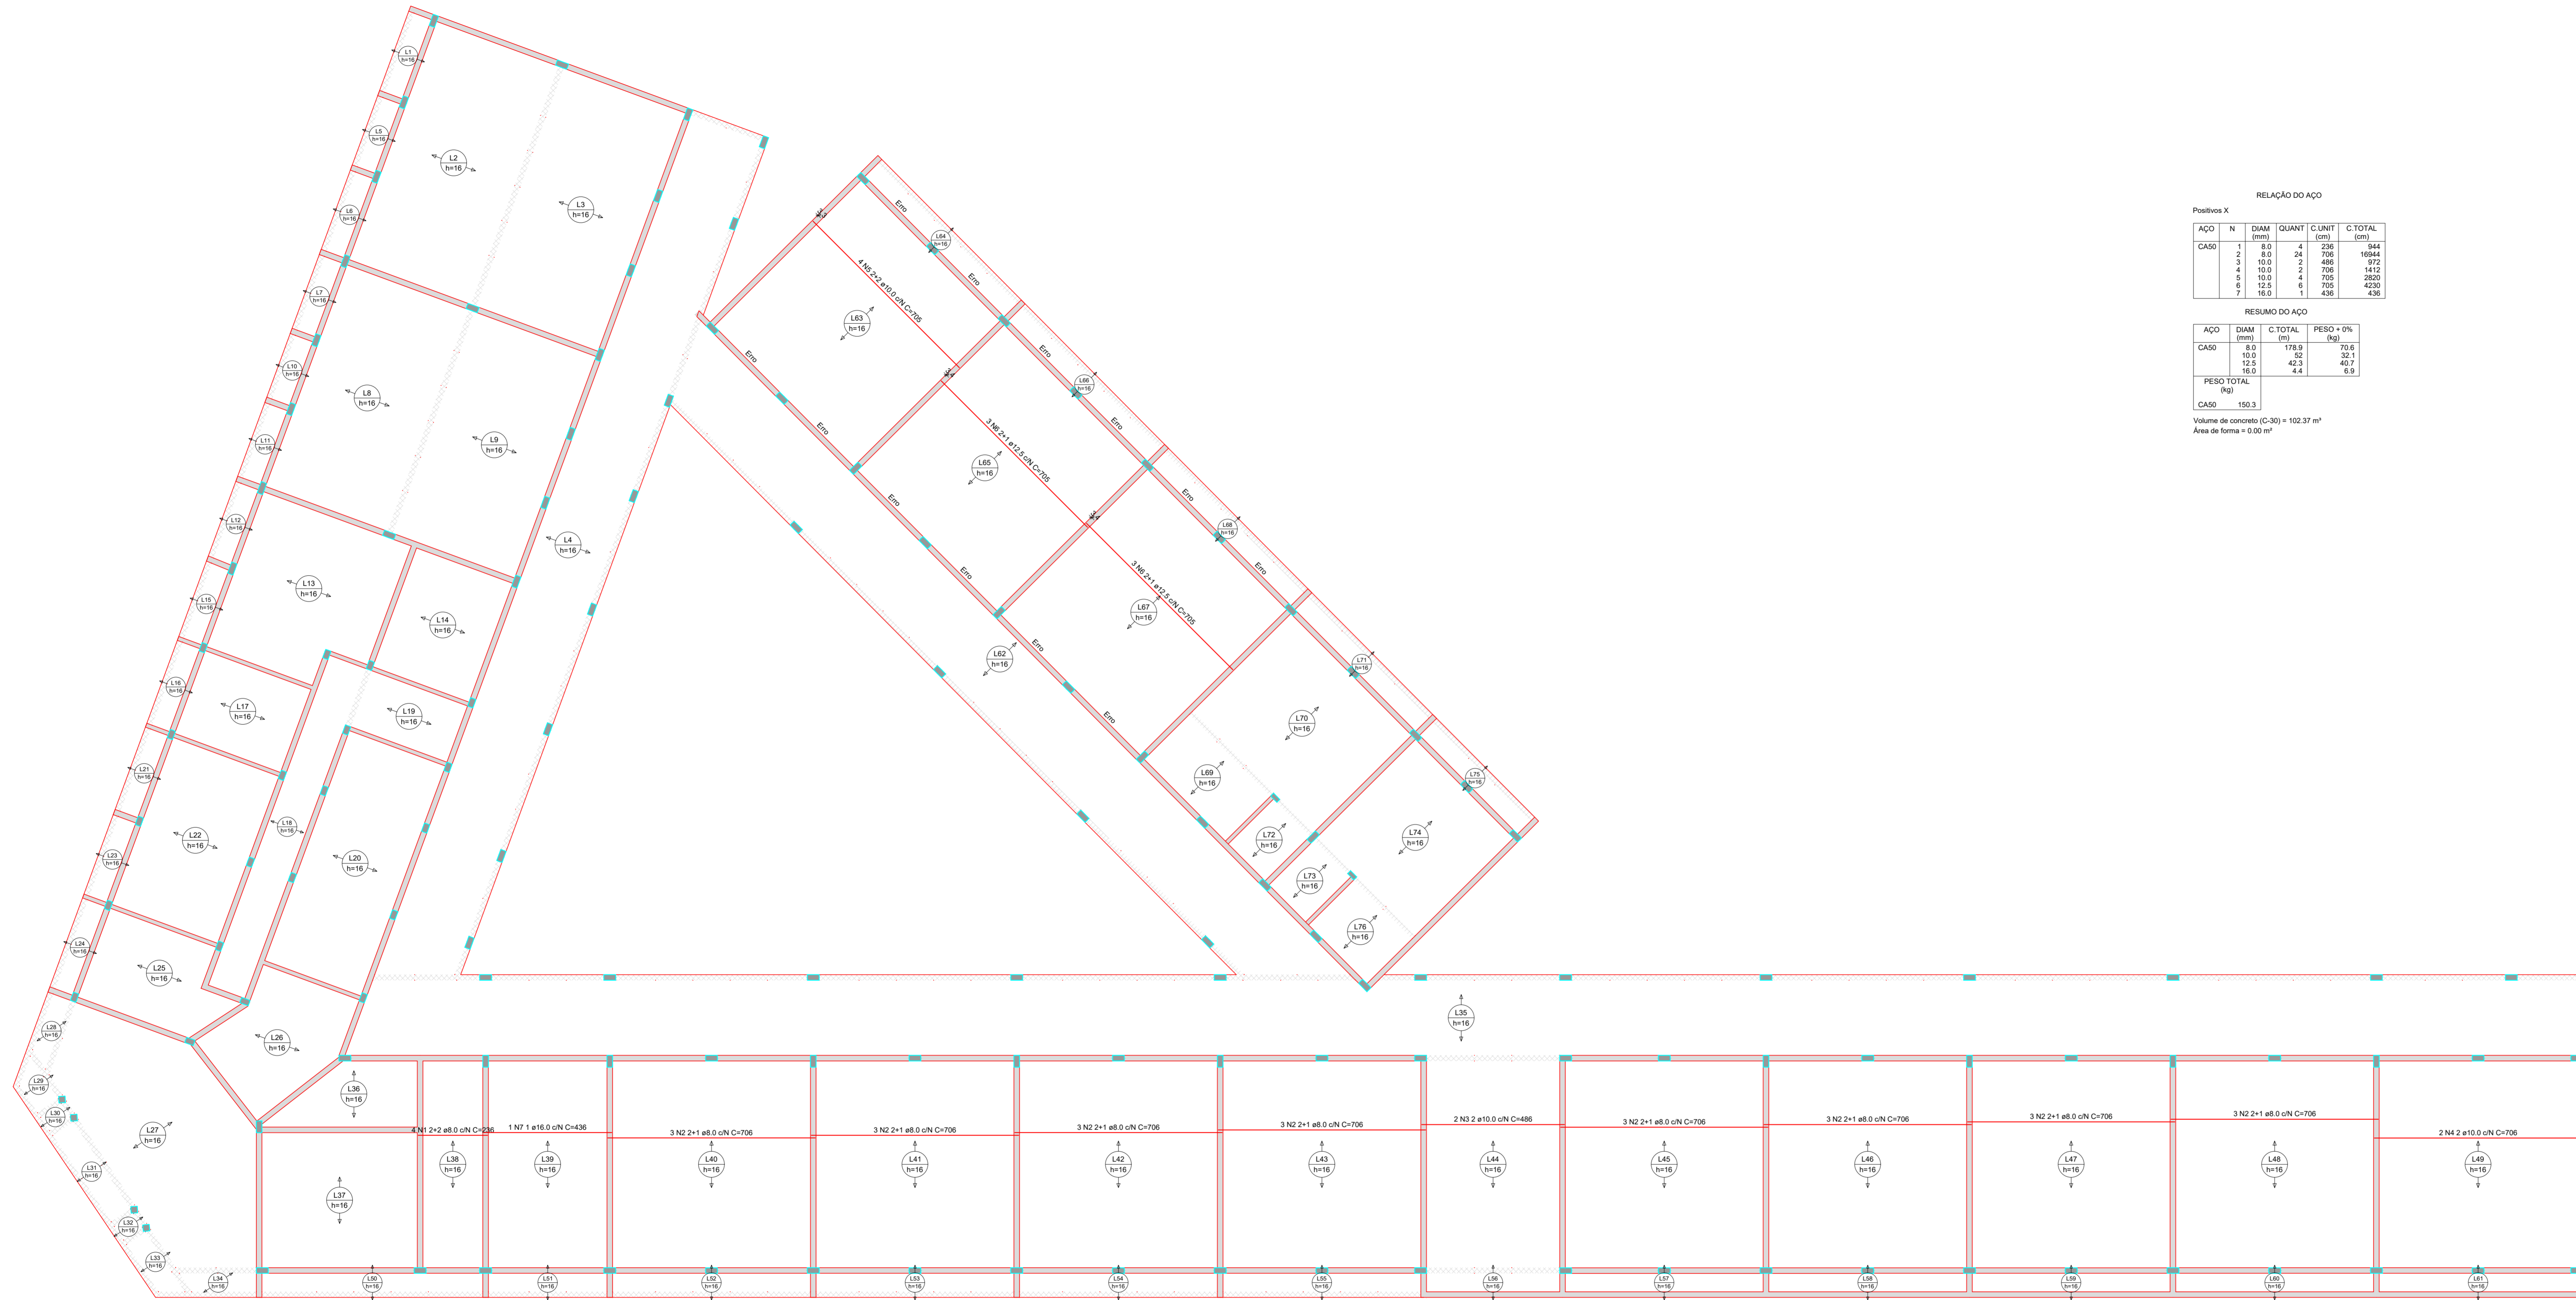 L1
h=16
L5
h=16
L2
h=16
L6
h=16
L3
h=16
L7
h=16
L10
h=16
L8
h=16
L11
h=16
L9
h=16
L12
h=16
L4
h=16
L13
h=16
L15
h=16
L14
h=16
L16
h=16
L17
h=16
L19
h=16
L21
h=16
L18
h=16
L22
h=16
L23
h=16
L20
h=16
L24
h=16
L25
h=16
L28
h=16
L26
h=16
L29
h=16
L30
h=16
L27
h=16
L31
h=16
L32
h=16
L33
h=16
L34
h=16
Erro
L64
h=16
Erro
4 N5 2+2 ø10.0 c/N C=705
L63
h=16
Erro
Erro
L66
h=16
Erro
Erro
3 N6 2+1 ø12.5 c/N C=705
L65
h=16
Erro
Erro
L68
h=16
Erro
Erro
3 N6 2+1 ø12.5 c/N C=705
L67
h=16
L62
h=16
Erro
Erro
L71
h=16
L70
h=16
L69
h=16
L75
h=16
L72
h=16
L74
h=16
L73
h=16
L76
h=16
RELAÇÃO DO AÇO
Positivos X
AÇO N DIAM (mm) QUANT C.UNIT (cm) C.TOTAL (cm)
CA50 1 8.0 4 236 944
2 8.0 24 706 16944
3 10.0 2 486 972
4 10.0 2 706 1412
5 10.0 4 705 2820
6 12.5 6 705 4230
7 16.0 1 436 436
RESUMO DO AÇO
AÇO DIAM (mm) C.TOTAL (m) PESO + 0% (kg)
CA50 8.0 178.9 70.6
10.0 52 32.1
12.5 42.3 40.7
16.0 4.4 6.9
PESO TOTAL
(kg)
CA50 150.3
Volume de concreto (C-30) = 102.37 m³
Área de forma = 0.00 m²
L35
h=16
L36
h=16
L37
h=16
4 N1 2+2 ø8.0 c/N C=236
L38
h=16
1 N7 1 ø16.0 c/N C=436
L39
h=16
3 N2 2+1 ø8.0 c/N C=706
L40
h=16
3 N2 2+1 ø8.0 c/N C=706
L41
h=16
3 N2 2+1 ø8.0 c/N C=706
L42
h=16
3 N2 2+1 ø8.0 c/N C=706
L43
h=16
2 N3 2 ø10.0 c/N C=486
L44
h=16
3 N2 2+1 ø8.0 c/N C=706
L45
h=16
3 N2 2+1 ø8.0 c/N C=706
L46
h=16
3 N2 2+1 ø8.0 c/N C=706
L47
h=16
3 N2 2+1 ø8.0 c/N C=706
L48
h=16
2 N4 2 ø10.0 c/N C=706
L49
h=16
L50
h=16
L51
h=16
L52
h=16
L53
h=16
L54
h=16
L55
h=16
L56
h=16
L57
h=16
L58
h=16
L59
h=16
L60
h=16
L61
h=16